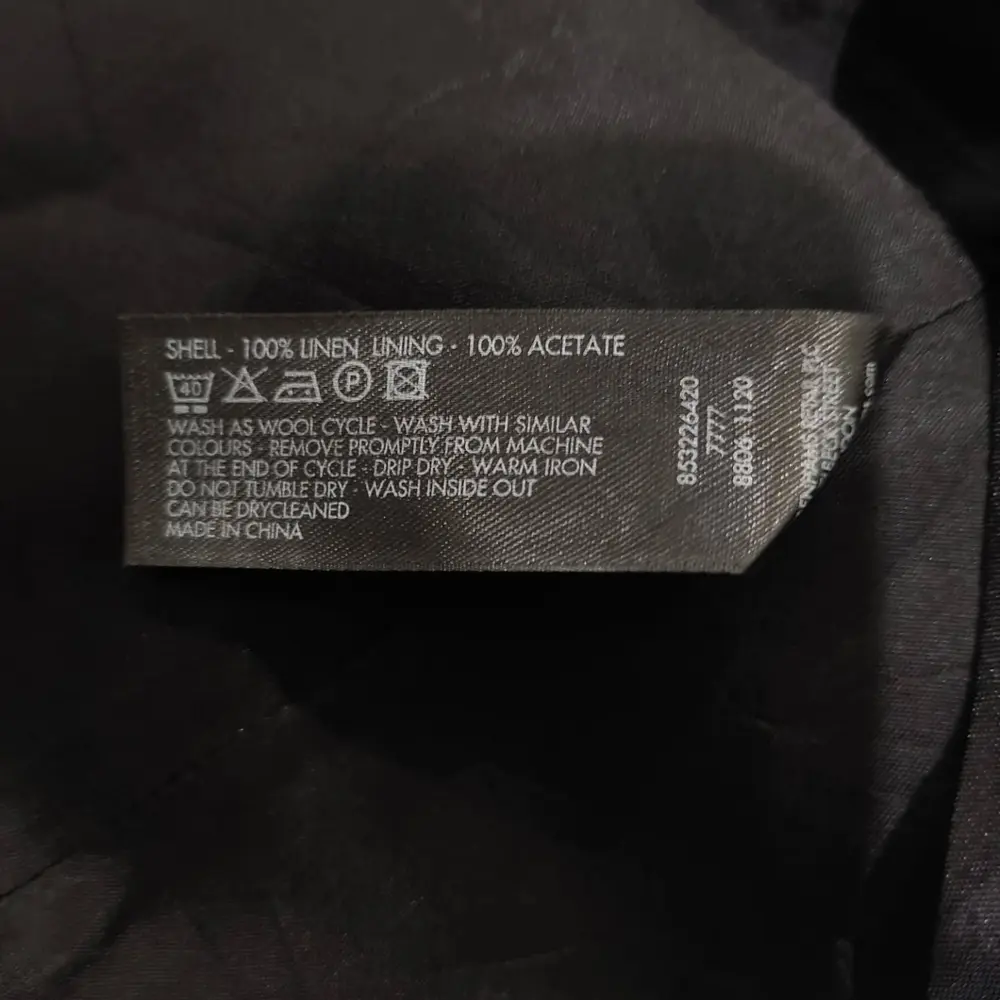 SHELL - 100% LINEN LINING - 100% ACETATE
40 P
WASH AS WOOL CYCLE - WASH WITH SIMILAR
COLOURS - REMOVE PROMPTLY FROM MACHINE
AT THE END OF CYCLE - DRIP DRY - WARM IRON
DO NOT TUMBLE DRY - WASH INSIDE OUT
CAN BE DRYCLEANED
MADE IN CHINA
853226420
7777
8806 1120